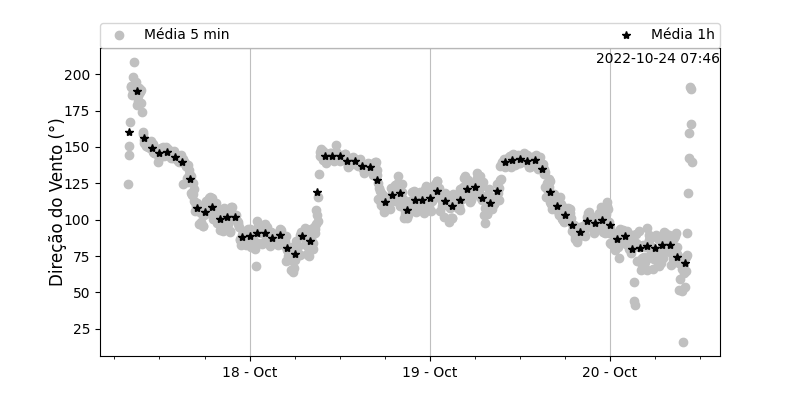 Média 5 min
Média 1h
2022-10-24 07:46
Direção do Vento (°)
200
175
150
125
100
75
50
25
18 - Oct
19 - Oct
20 - Oct